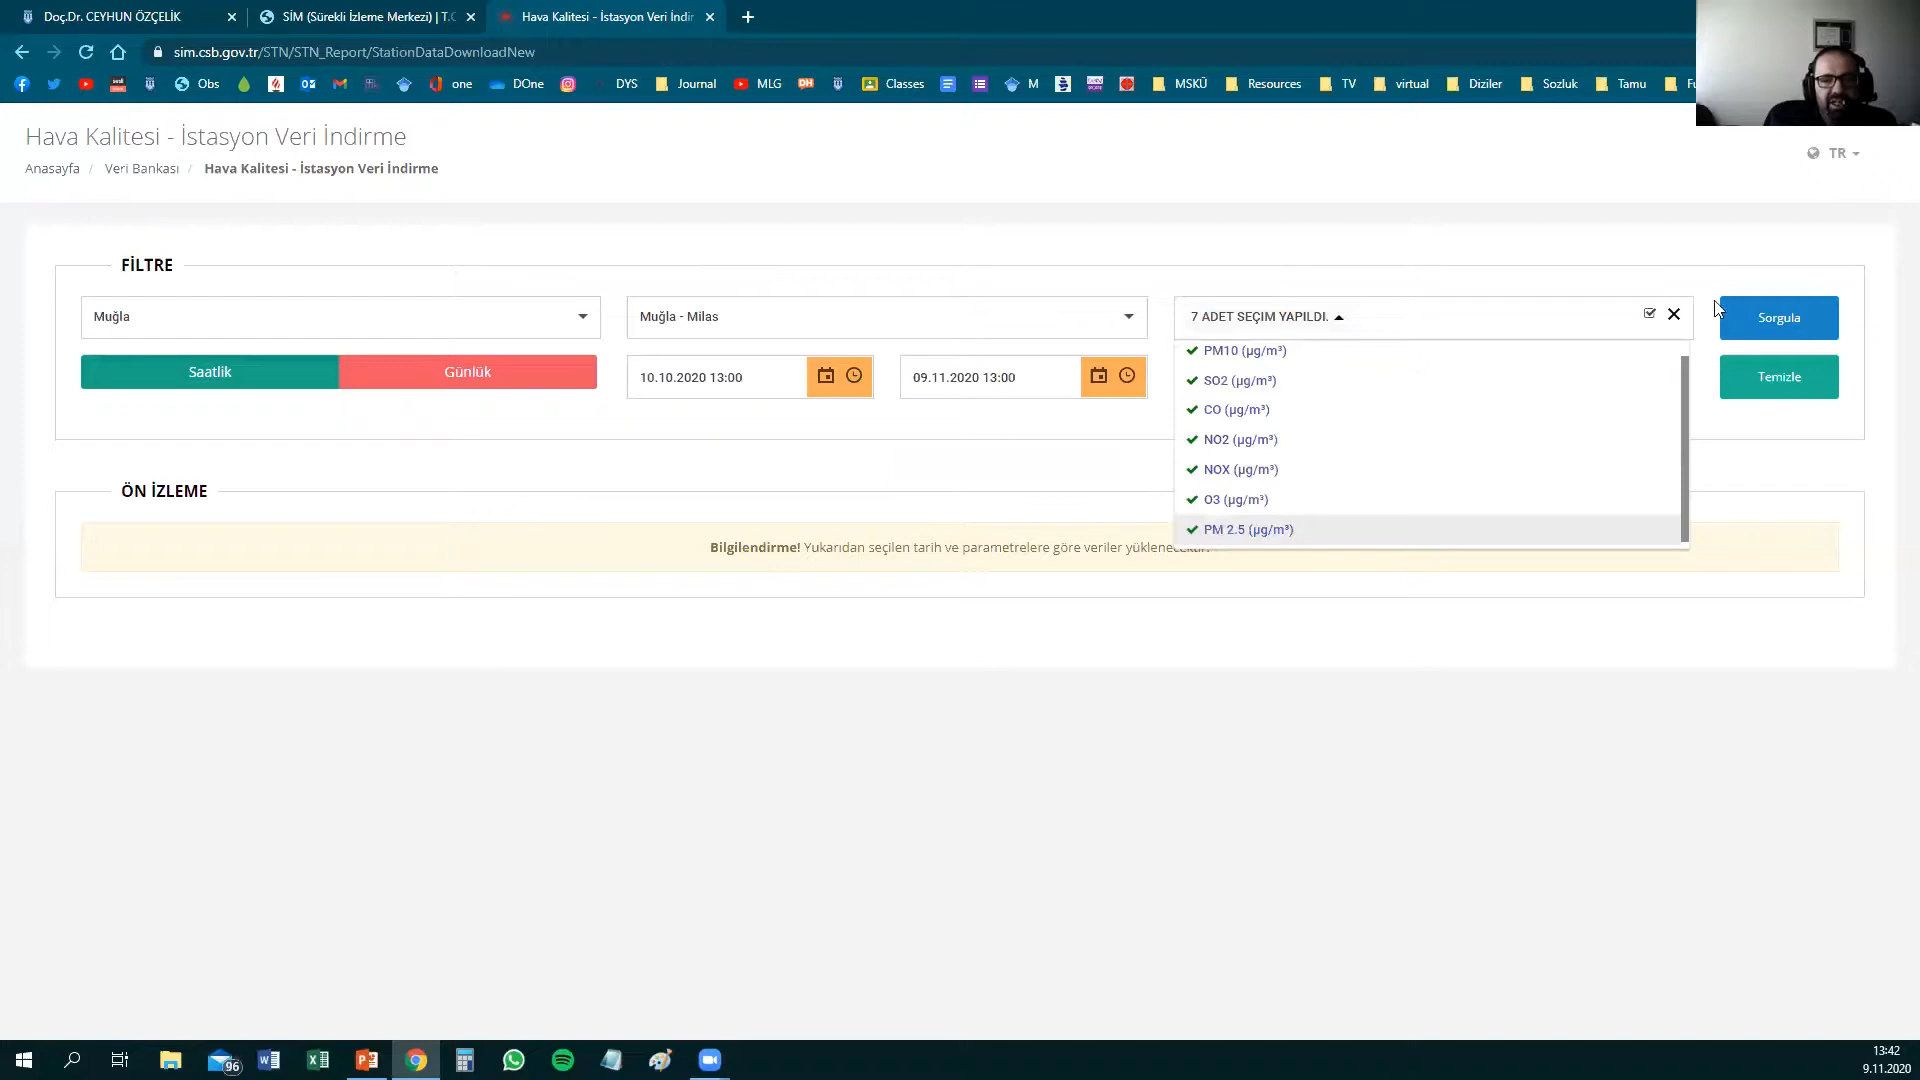 Doç.Dr. CEYHUN ÖZÇELİK
SİM (Sürekli İzleme Merkezi) | T.C
Hava Kalitesi - İstasyon Veri İndir
sim.csb.gov.tr/STN/STN_Report/StationDataDownloadNew
Obs
one
DOne
DYS
Journal
MLG
DH
Classes
M
MSKÜ
Resources
TV
virtual
Diziler
Sozluk
Tamu
Hava Kalitesi - İstasyon Veri İndirme
Anasayfa / Veri Bankası / Hava Kalitesi - İstasyon Veri İndirme
TR
FİLTRE
Muğla
Muğla - Milas
7 ADET SEÇİM YAPILDI.
Sorgula
Saatlik
Günlük
10.10.2020 13:00
09.11.2020 13:00
Temizle
PM10 (µg/m³)
SO2 (µg/m³)
CO (µg/m³)
NO2 (µg/m³)
NOX (µg/m³)
O3 (µg/m³)
PM 2.5 (µg/m³)
ÖN İZLEME
Bilgilendirme! Yukarıdan seçilen tarih ve parametrelere göre veriler yüklenecektir.
96
13:42
9.11.2020